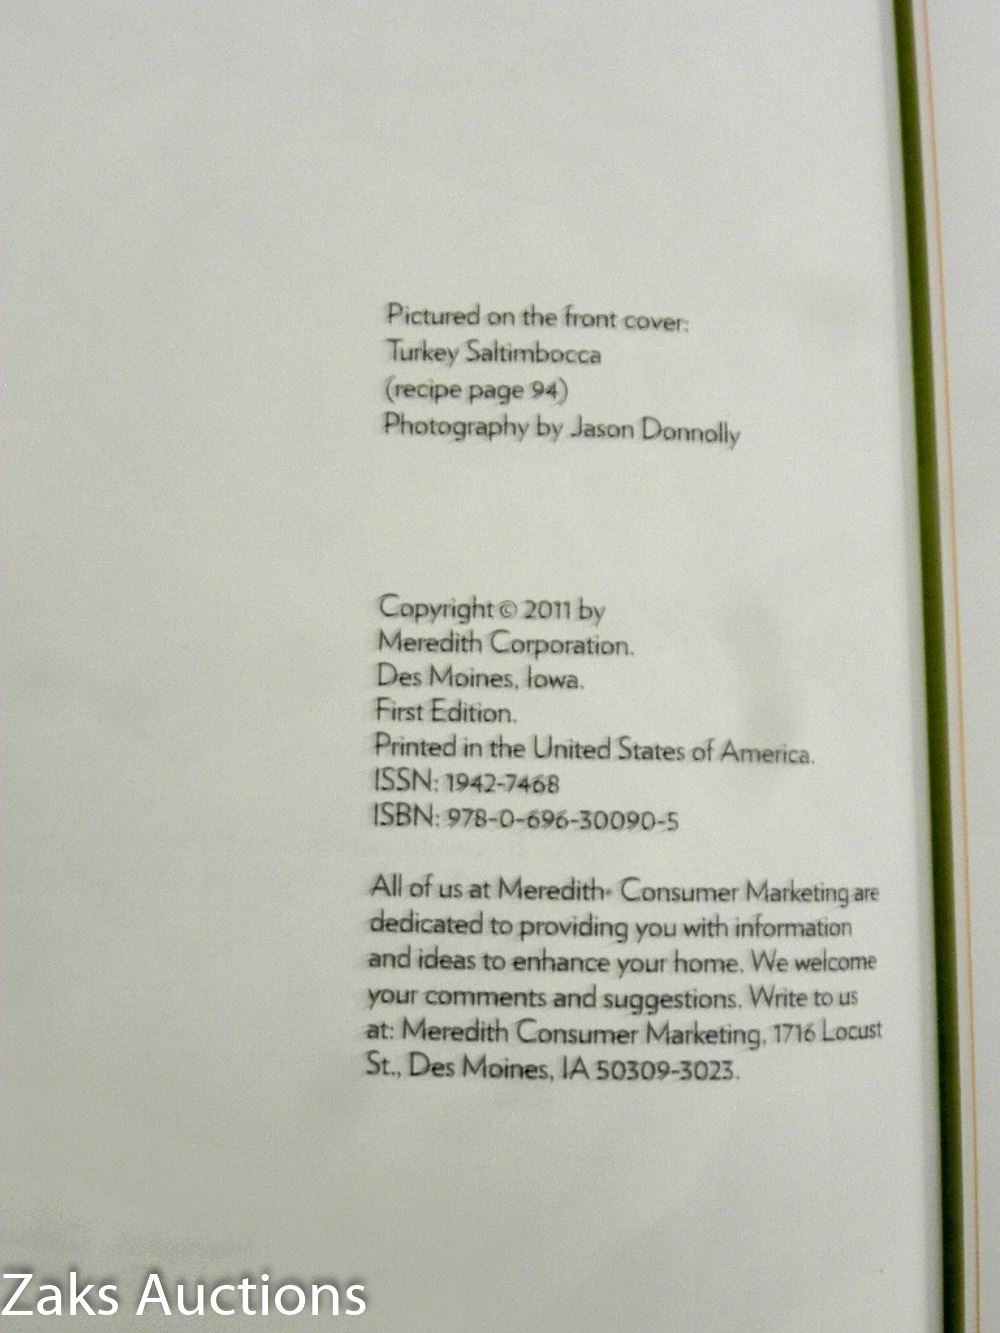 Pictured on the front cover:
Turkey Saltimbocca
(recipe page 94)
Photography by Jason Donnolly
Copyright © 2011 by
Meredith Corporation.
Des Moines, Iowa.
First Edition.
Printed in the United States of America.
ISSN: 1942-7468
ISBN: 978-0-696-30090-5
All of us at Meredith® Consumer Marketing are
dedicated to providing you with information
and ideas to enhance your home. We welcome
your comments and suggestions. Write to us
at: Meredith Consumer Marketing, 1716 Locust
St., Des Moines, IA 50309-3023.
Zaks Auctions